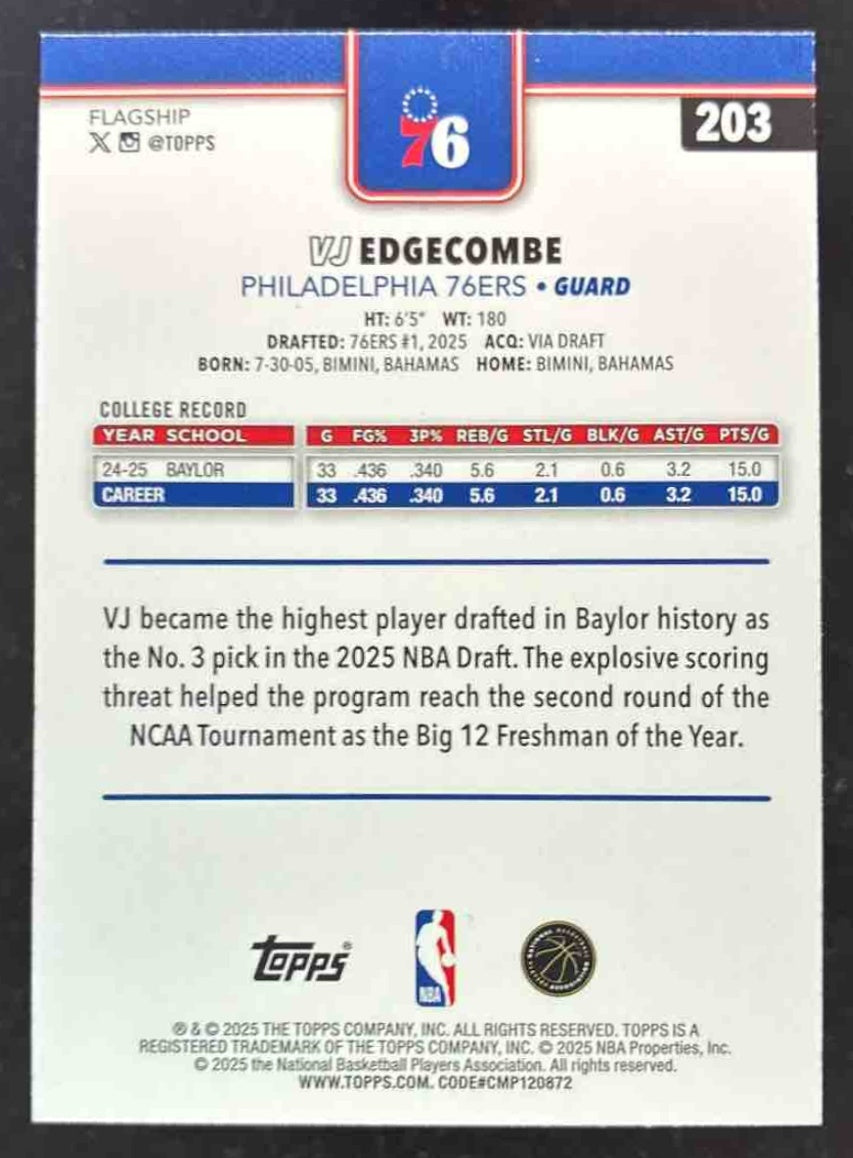 FLAGSHIP
X @TOPPS
76
203
VJ EDGECOMBE
PHILADELPHIA 76ERS • GUARD
HT: 6'5" WT: 180
DRAFTED: 76ERS #1, 2025 ACQ: VIA DRAFT
BORN: 7-30-05, BIMINI, BAHAMAS HOME: BIMINI, BAHAMAS
COLLEGE RECORD
YEAR SCHOOL G FG% 3P% REB/G STL/G BLK/G AST/G PTS/G
24-25 BAYLOR 33 .436 .340 5.6 2.1 0.6 3.2 15.0
CAREER 33 .436 .340 5.6 2.1 0.6 3.2 15.0
VJ became the highest player drafted in Baylor history as
the No. 3 pick in the 2025 NBA Draft. The explosive scoring
threat helped the program reach the second round of the
NCAA Tournament as the Big 12 Freshman of the Year.
Topps®
NBA
® & © 2025 THE TOPPS COMPANY, INC. ALL RIGHTS RESERVED. TOPPS IS A
REGISTERED TRADEMARK OF THE TOPPS COMPANY, INC. © 2025 NBA Properties, Inc.
© 2025 the National Basketball Players Association. All rights reserved.
WWW.TOPPS.COM. CODE#CMP120872